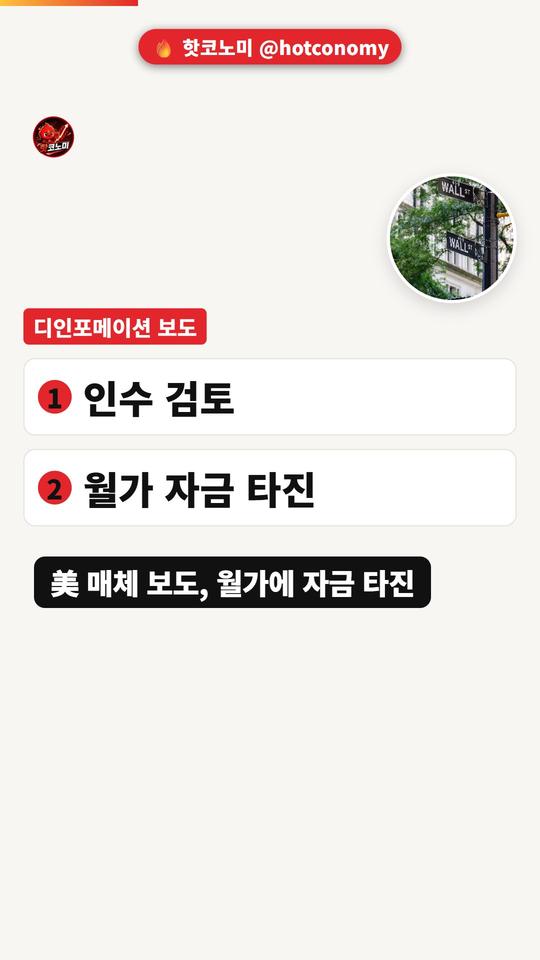 🔥 핫코노미 @hotconomy
핫코노미
WALL ST
WALL ST
디인포메이션 보도
1 인수 검토
2 월가 자금 타진
美 매체 보도, 월가에 자금 타진